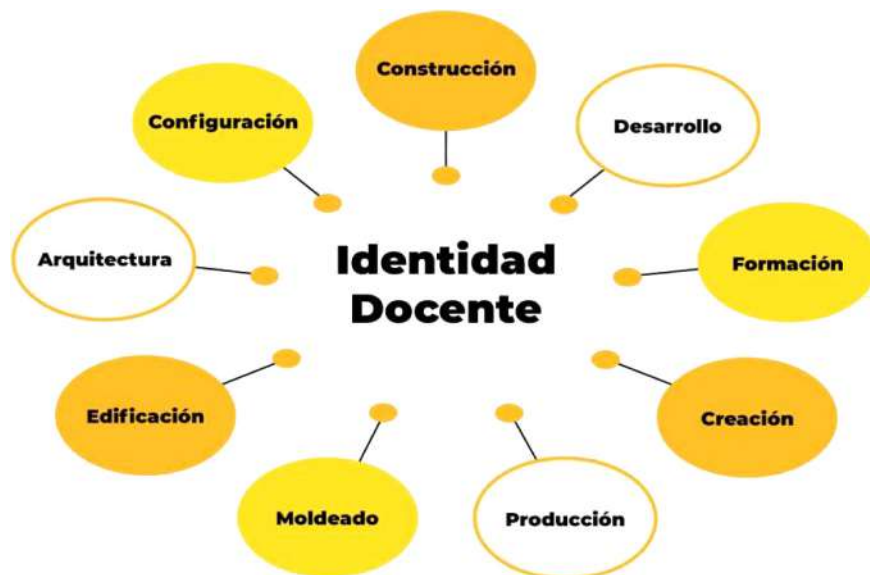 Construcción
Configuración
Desarrollo
Arquitectura
Identidad
Docente
Formación
Edificación
Creación
Moldeado
Producción